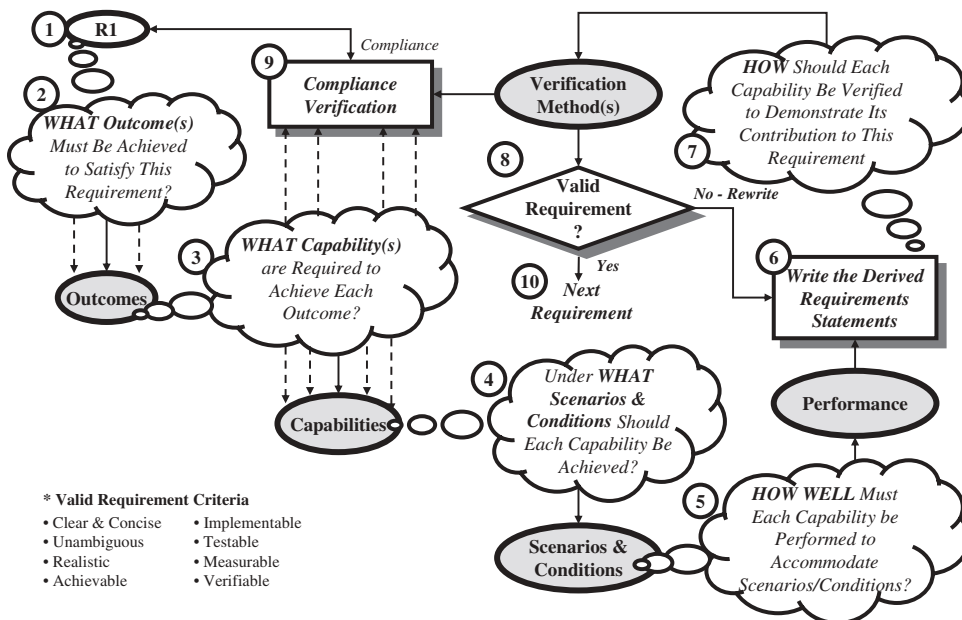 1
R1
Compliance
2
WHAT Outcome(s)
Must Be Achieved
to Satisfy This
Requirement?
Outcomes
3
WHAT Capability(s)
are Required to
Achieve Each
Outcome?
9
Compliance
Verification
Capabilities
4
Under WHAT
Scenarios &
Conditions Should
Each Capability Be
Achieved?
Scenarios &
Conditions
5
HOW WELL Must
Each Capability be
Performed to
Accommodate
Scenarios/Conditions?
Performance
6
Write the Derived
Requirements
Statements
7
HOW Should Each
Capability Be Verified
to Demonstrate Its
Contribution to This
Requirement
Verification
Method(s)
8
Valid
Requirement
?
No - Rewrite
Yes
10
Next
Requirement
* Valid Requirement Criteria
• Clear & Concise
• Unambiguous
• Realistic
• Achievable
• Implementable
• Testable
• Measurable
• Verifiable